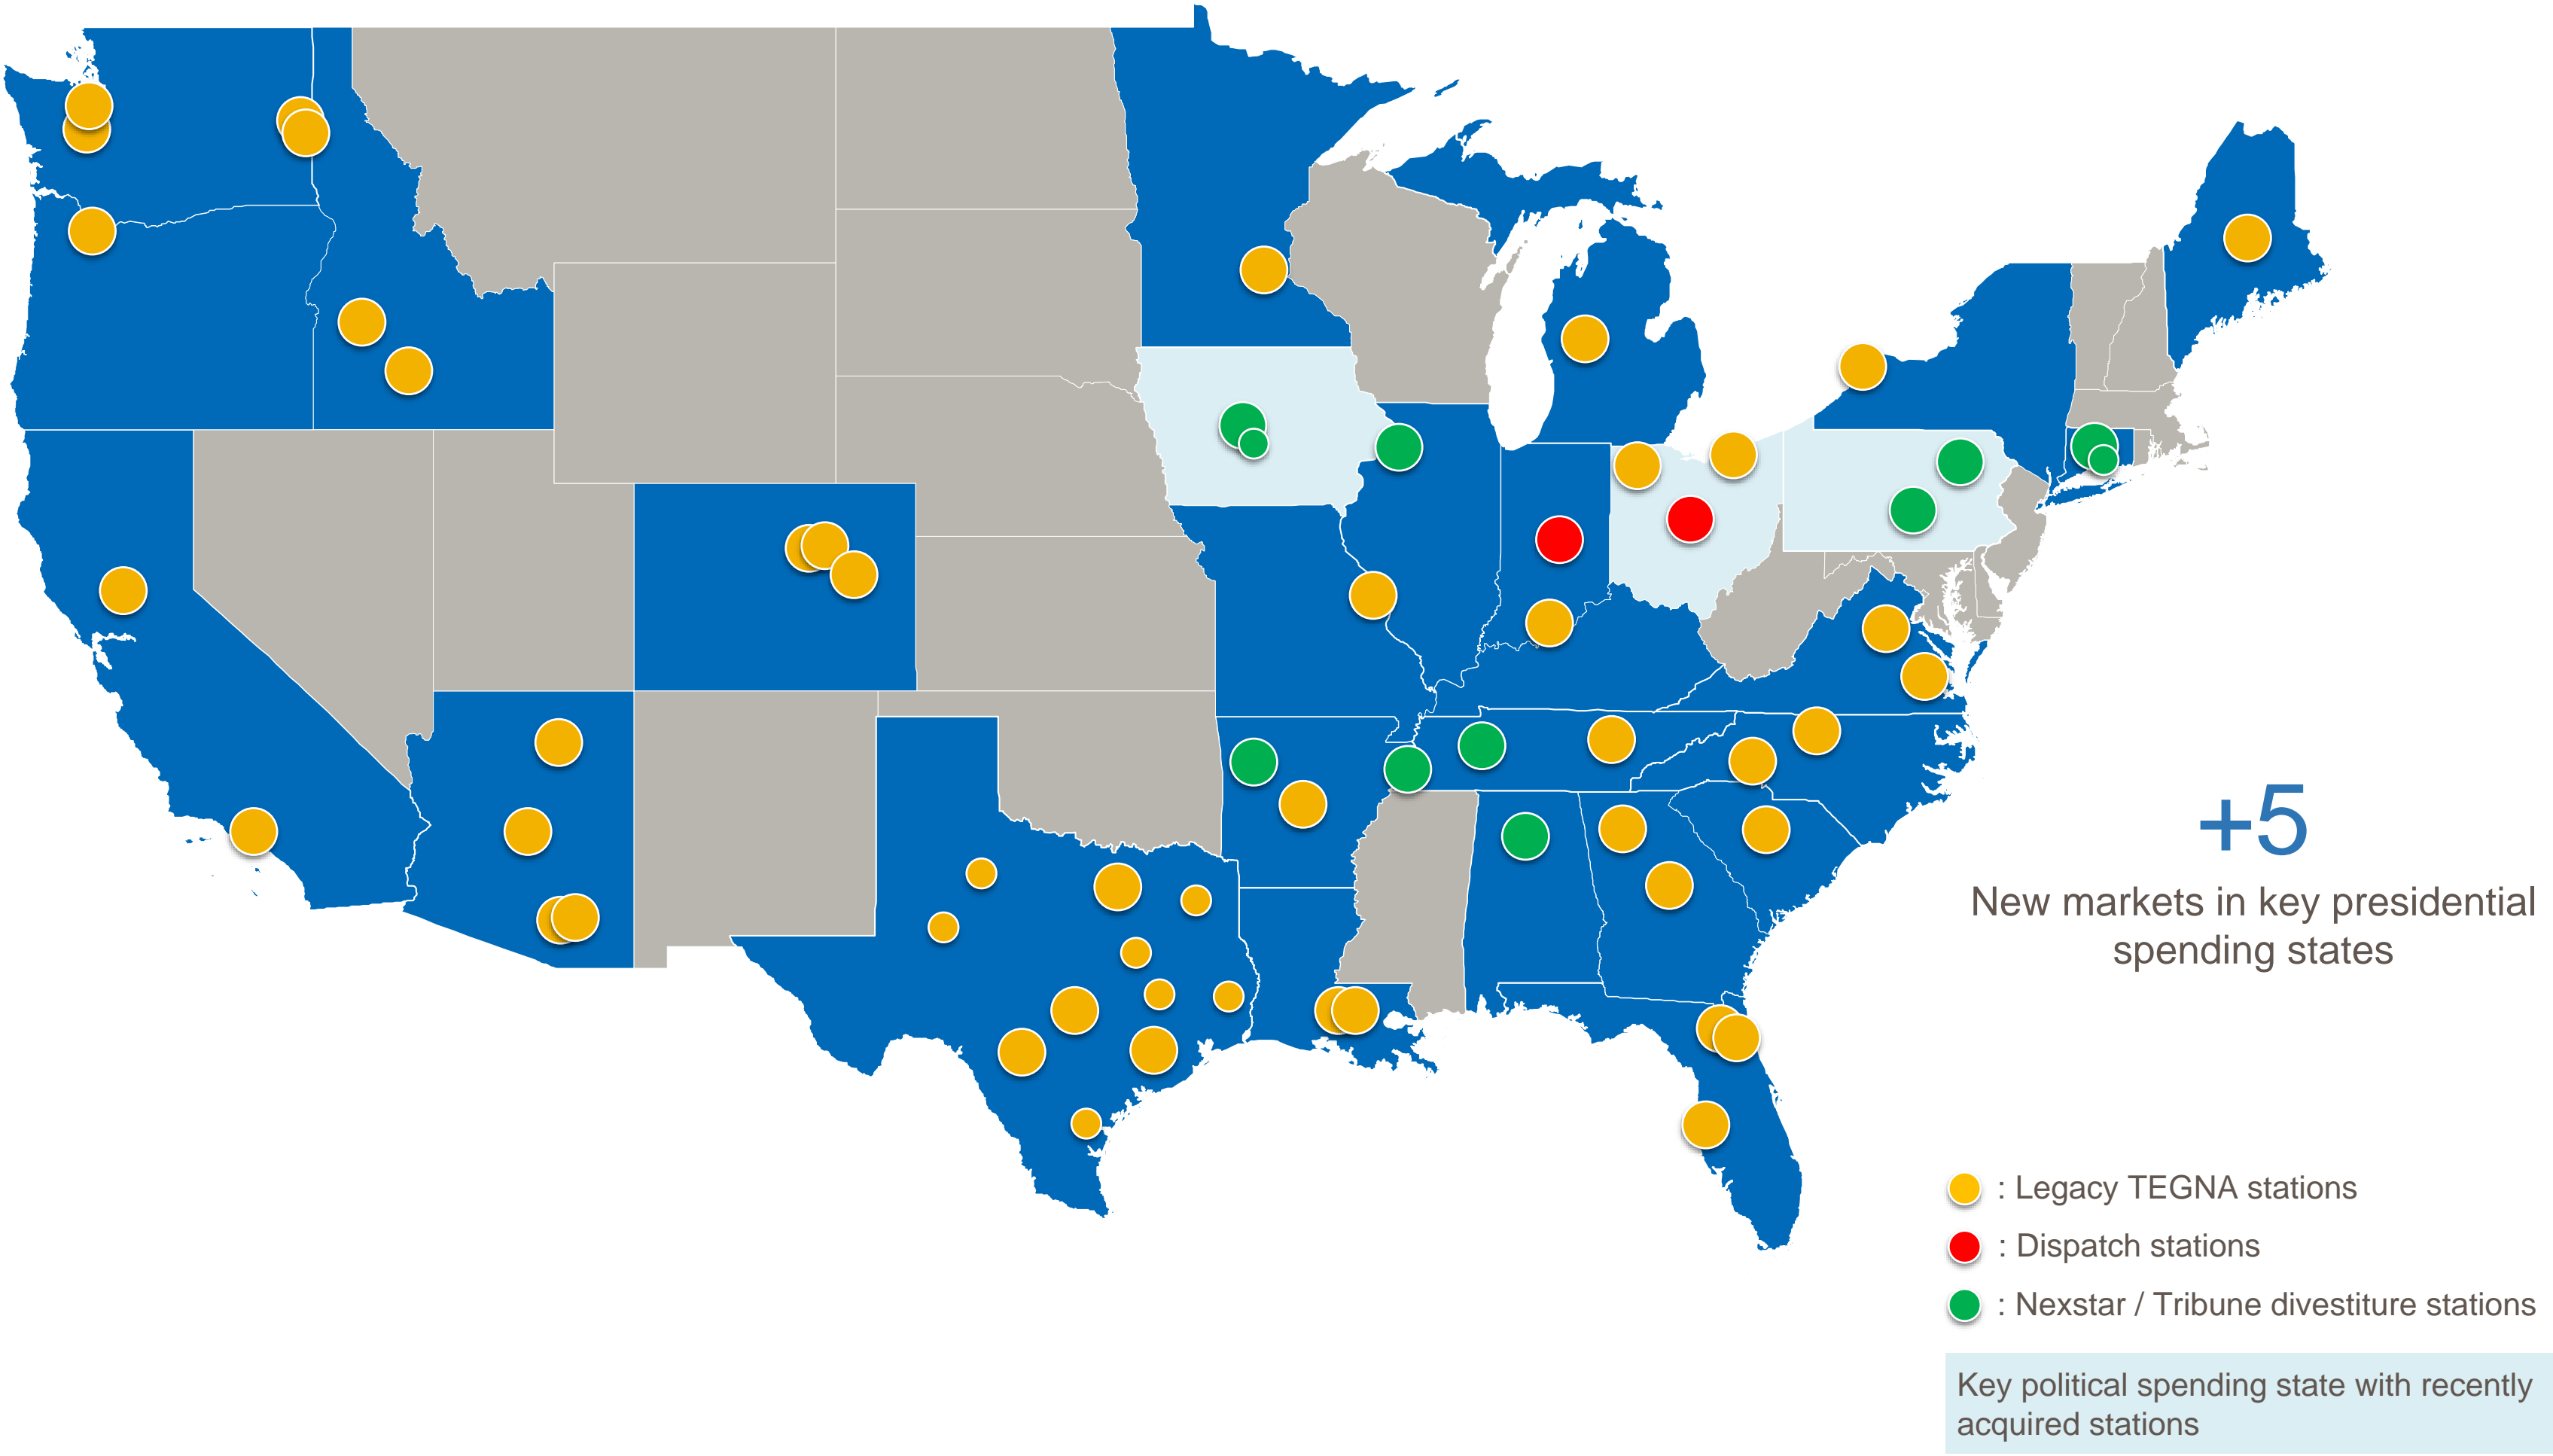 +5
New markets in key presidential
spending states
: Legacy TEGNA stations
: Dispatch stations
: Nexstar / Tribune divestiture stations
Key political spending state with recently
acquired stations